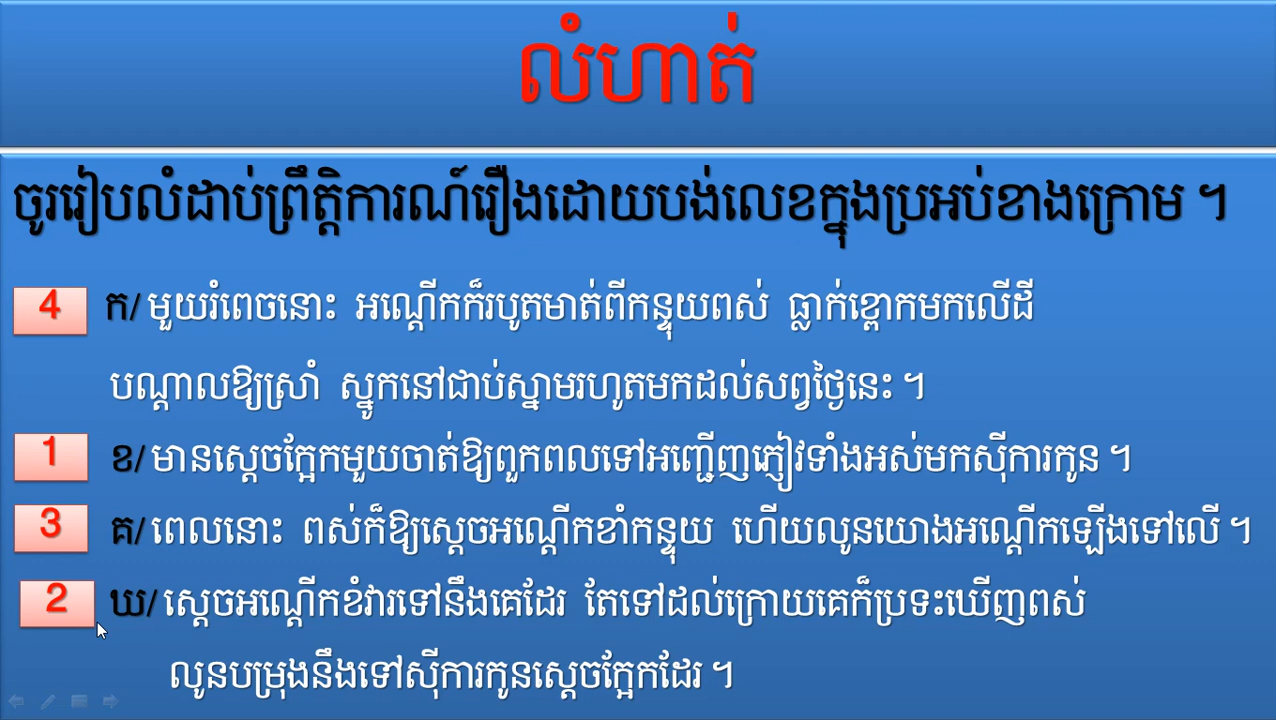 លំហាត់
ចូររៀបលំដាប់ព្រឹត្តិការណ៍រឿងដោយបង់លេខក្នុងប្រអប់ខាងក្រោម ។
4 ក/ មួយរំពេចនោះ អណ្តើកក៏របូតមាត់ពីកន្ទុយពស់ ធ្លាក់ខ្ពោកមកលើដី
បណ្តាលឱ្យស្រាំ ស្នូកនៅជាប់ស្នាមរហូតមកដល់សព្វថ្ងៃនេះ ។
1 ខ/ មានស្តេចក្អែកមួយចាត់ឱ្យពួកពលទៅអញ្ជើញភ្ញៀវទាំងអស់មកស៊ីការកូន ។
3 គ/ ពេលនោះ ពស់ក៏ឱ្យស្តេចអណ្តើកខាំកន្ទុយ ហើយលូនយោងអណ្តើកឡើងទៅលើ ។
2 ឃ/ ស្តេចអណ្តើកខំវារទៅនឹងគេដែរ តែទៅដល់ក្រោយគេក៏ប្រទះឃើញពស់
លូនបម្រុងនឹងទៅស៊ីការកូនស្តេចក្អែកដែរ ។